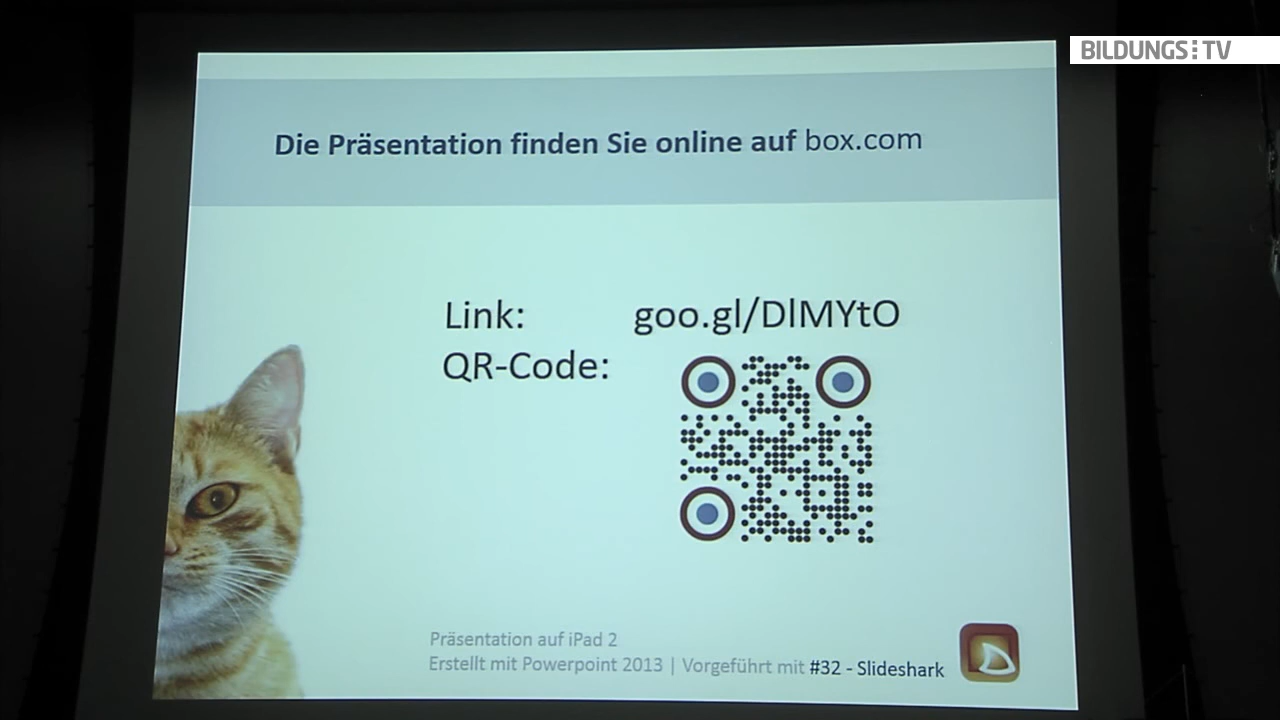 BILDUNGS TV
Die Präsentation finden Sie online auf box.com
Link: goo.gl/DlMYtO
QR-Code:
Präsentation auf iPad 2
Erstellt mit Powerpoint 2013 | Vorgeführt mit #32 - Slideshark